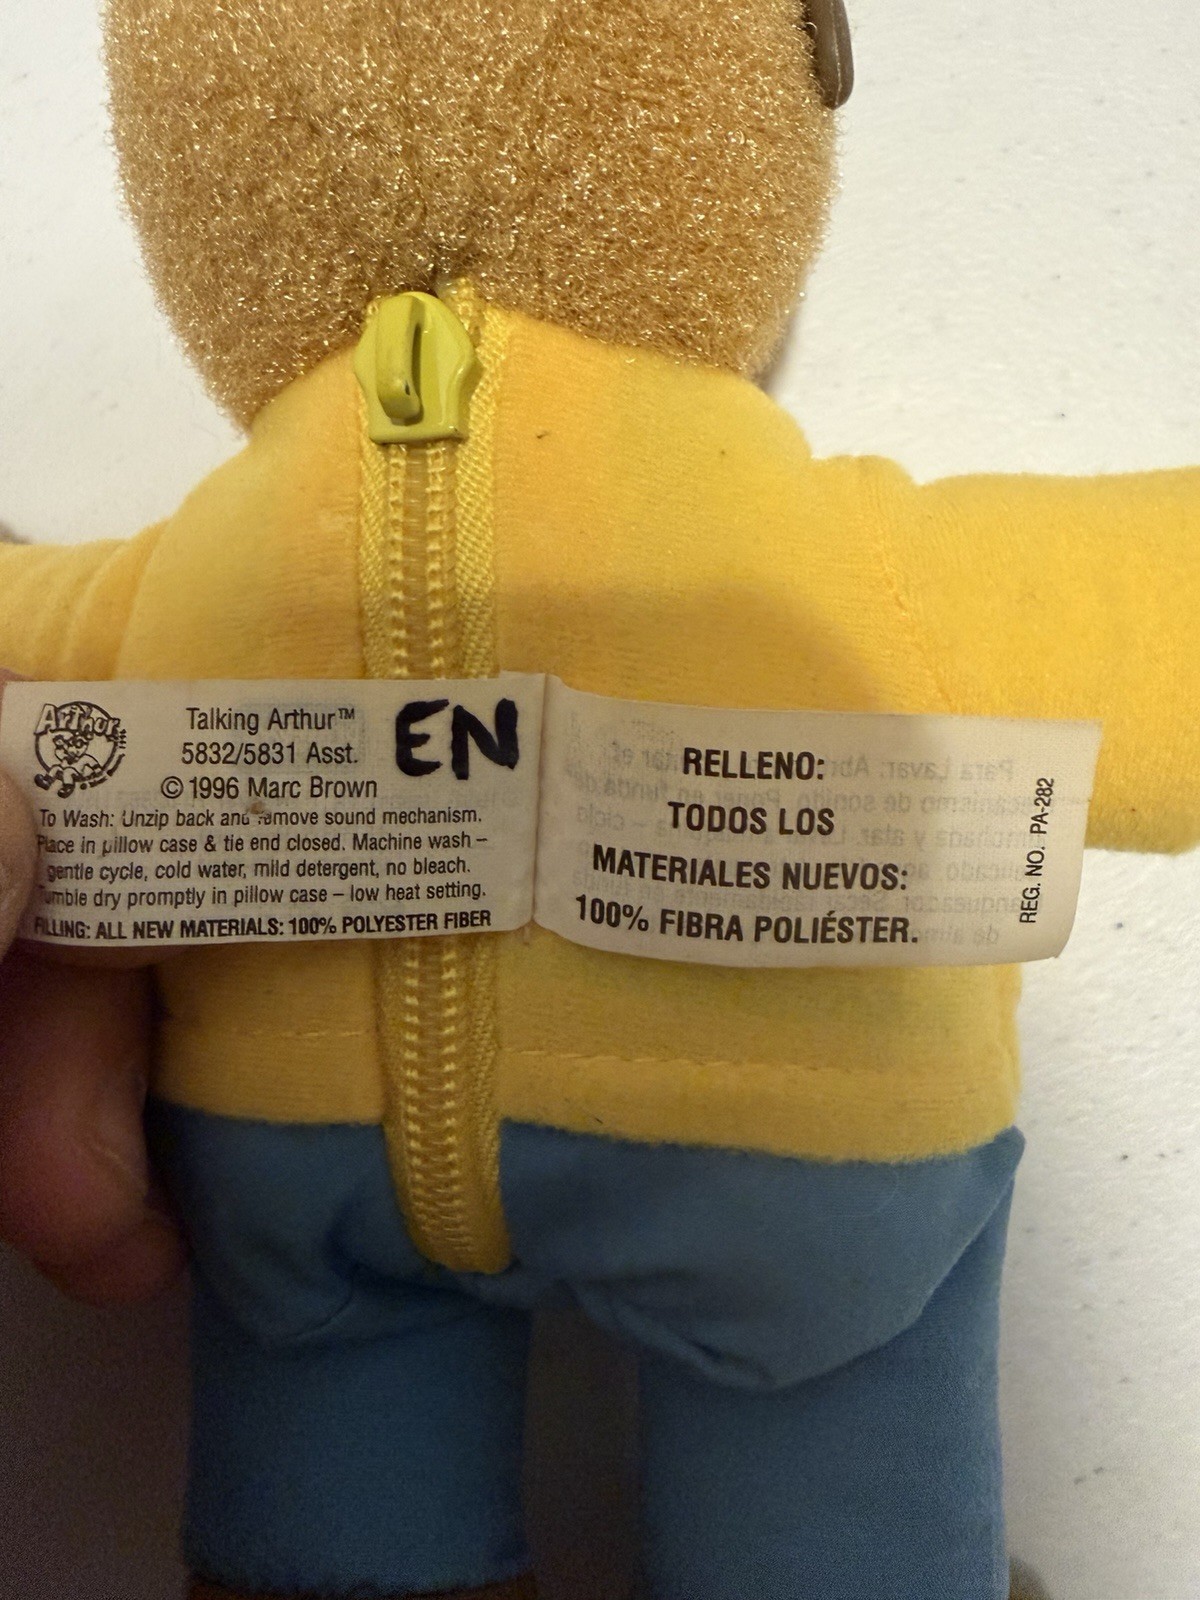 Arthur
Talking Arthur™
5832/5831 Asst.
© 1996 Marc Brown
EN
To Wash: Unzip back and remove sound mechanism.
Place in pillow case & tie end closed. Machine wash –
gentle cycle, cold water, mild detergent, no bleach.
Tumble dry promptly in pillow case – low heat setting.
FILLING: ALL NEW MATERIALS: 100% POLYESTER FIBER
RELLENO:
TODOS LOS
MATERIALES NUEVOS:
100% FIBRA POLIÉSTER.
REG. NO. PA-282